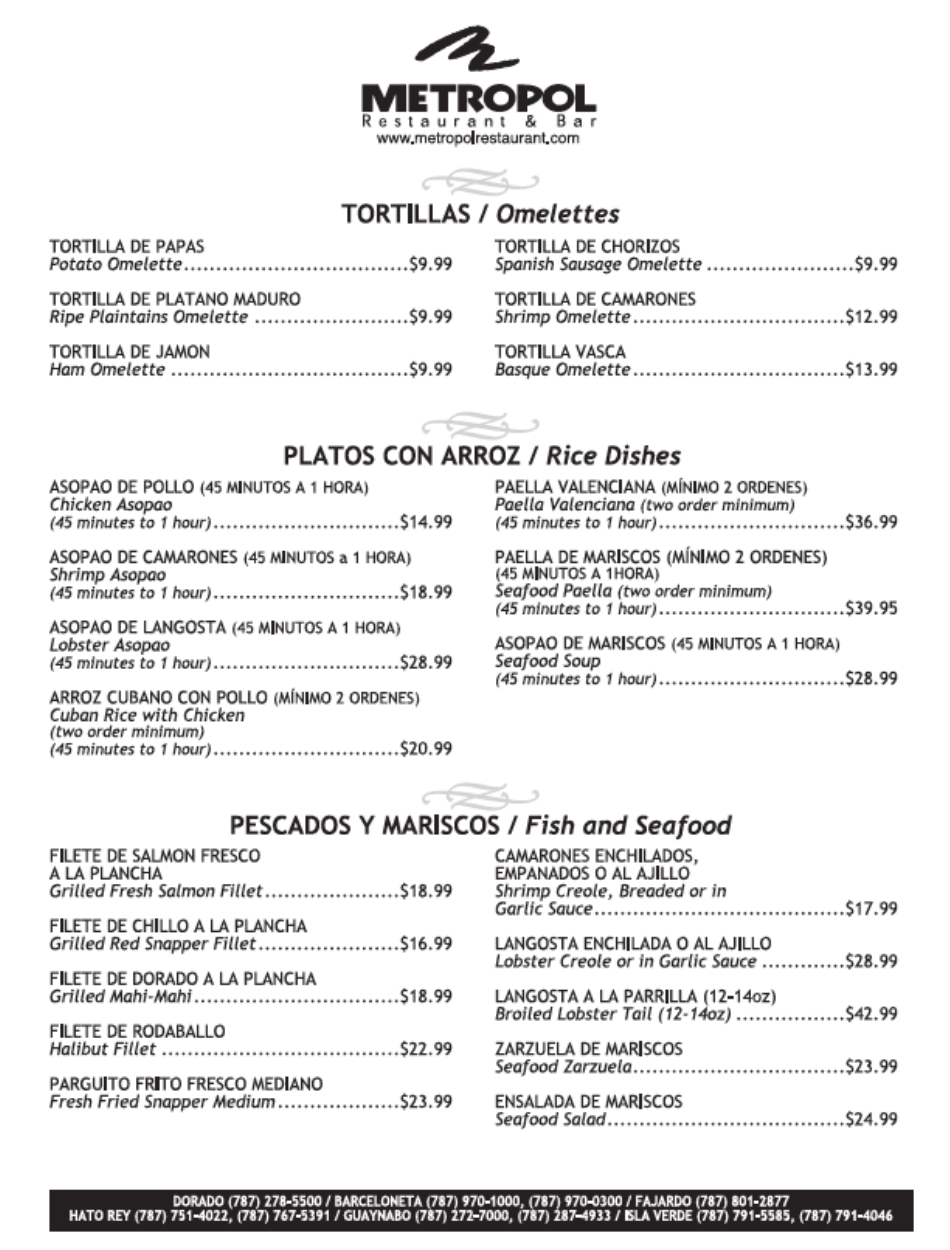 METROPOL
Restaurant & Bar
www.metropolrestaurant.com
TORTILLAS / Omelettes
TORTILLA DE PAPAS
Potato Omelette...................................$9.99
TORTILLA DE PLATANO MADURO
Ripe Plaintains Omelette ........................$9.99
TORTILLA DE JAMON
Ham Omelette .....................................$9.99
TORTILLA DE CHORIZOS
Spanish Sausage Omelette .......................$9.99
TORTILLA DE CAMARONES
Shrimp Omelette.................................$12.99
TORTILLA VASCA
Basque Omelette.................................$13.99
PLATOS CON ARROZ / Rice Dishes
ASOPAO DE POLLO (45 MINUTOS A 1 HORA)
Chicken Asopao
(45 minutes to 1 hour).............................$14.99
ASOPAO DE CAMARONES (45 MINUTOS a 1 HORA)
Shrimp Asopao
(45 minutes to 1 hour).............................$18.99
ASOPAO DE LANGOSTA (45 MINUTOS A 1 HORA)
Lobster Asopao
(45 minutes to 1 hour).............................$28.99
ARROZ CUBANO CON POLLO (MÍNIMO 2 ORDENES)
Cuban Rice with Chicken
(two order minimum)
(45 minutes to 1 hour).............................$20.99
PAELLA VALENCIANA (MÍNIMO 2 ORDENES)
Paella Valenciana (two order minimum)
(45 minutes to 1 hour).............................$36.99
PAELLA DE MARISCOS (MÍNIMO 2 ORDENES)
(45 MINUTOS A 1HORA)
Seafood Paella (two order minimum)
(45 minutes to 1 hour).............................$39.95
ASOPAO DE MARISCOS (45 MINUTOS A 1 HORA)
Seafood Soup
(45 minutes to 1 hour).............................$28.99
PESCADOS Y MARISCOS / Fish and Seafood
FILETE DE SALMON FRESCO
A LA PLANCHA
Grilled Fresh Salmon Fillet.....................$18.99
FILETE DE CHILLO A LA PLANCHA
Grilled Red Snapper Fillet......................$16.99
FILETE DE DORADO A LA PLANCHA
Grilled Mahi-Mahi................................$18.99
FILETE DE RODABALLO
Halibut Fillet .....................................$22.99
PARGUITO FRITO FRESCO MEDIANO
Fresh Fried Snapper Medium...................$23.99
CAMARONES ENCHILADOS,
EMPANADOS O AL AJILLO
Shrimp Creole, Breaded or in
Garlic Sauce.......................................$17.99
LANGOSTA ENCHILADA O AL AJILLO
Lobster Creole or in Garlic Sauce .............$28.99
LANGOSTA A LA PARRILLA (12-14oz)
Broiled Lobster Tail (12-14oz) .................$42.99
ZARZUELA DE MARISCOS
Seafood Zarzuela.................................$23.99
ENSALADA DE MARISCOS
Seafood Salad.....................................$24.99
DORADO (787) 278-5500 / BARCELONETA (787) 970-1000, (787) 970-0300 / FAJARDO (787) 801-2877
HATO REY (787) 751-4022, (787) 767-5391 / GUAYNABO (787) 272-7000, (787) 287-4933 / ISLA VERDE (787) 791-5585, (787) 791-4046